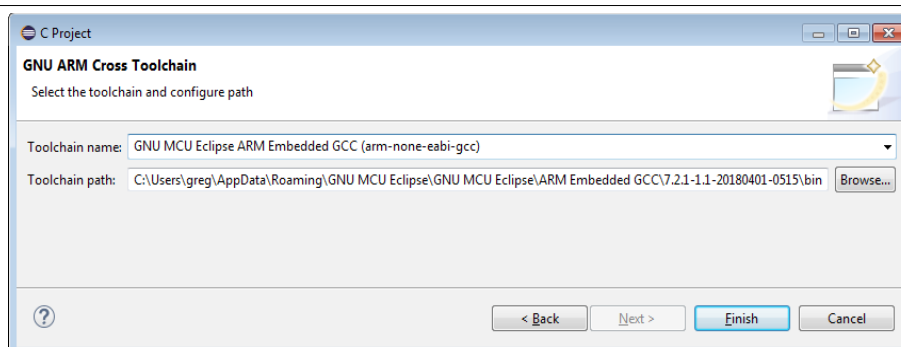 C Project
GNU ARM Cross Toolchain
Select the toolchain and configure path
Toolchain name: GNU MCU Eclipse ARM Embedded GCC (arm-none-eabi-gcc)
Toolchain path: C:\Users\greg\AppData\Roaming\GNU MCU Eclipse\GNU MCU Eclipse\ARM Embedded GCC\7.2.1-1.1-20180401-0515\bin Browse...
? < Back Next > Finish Cancel